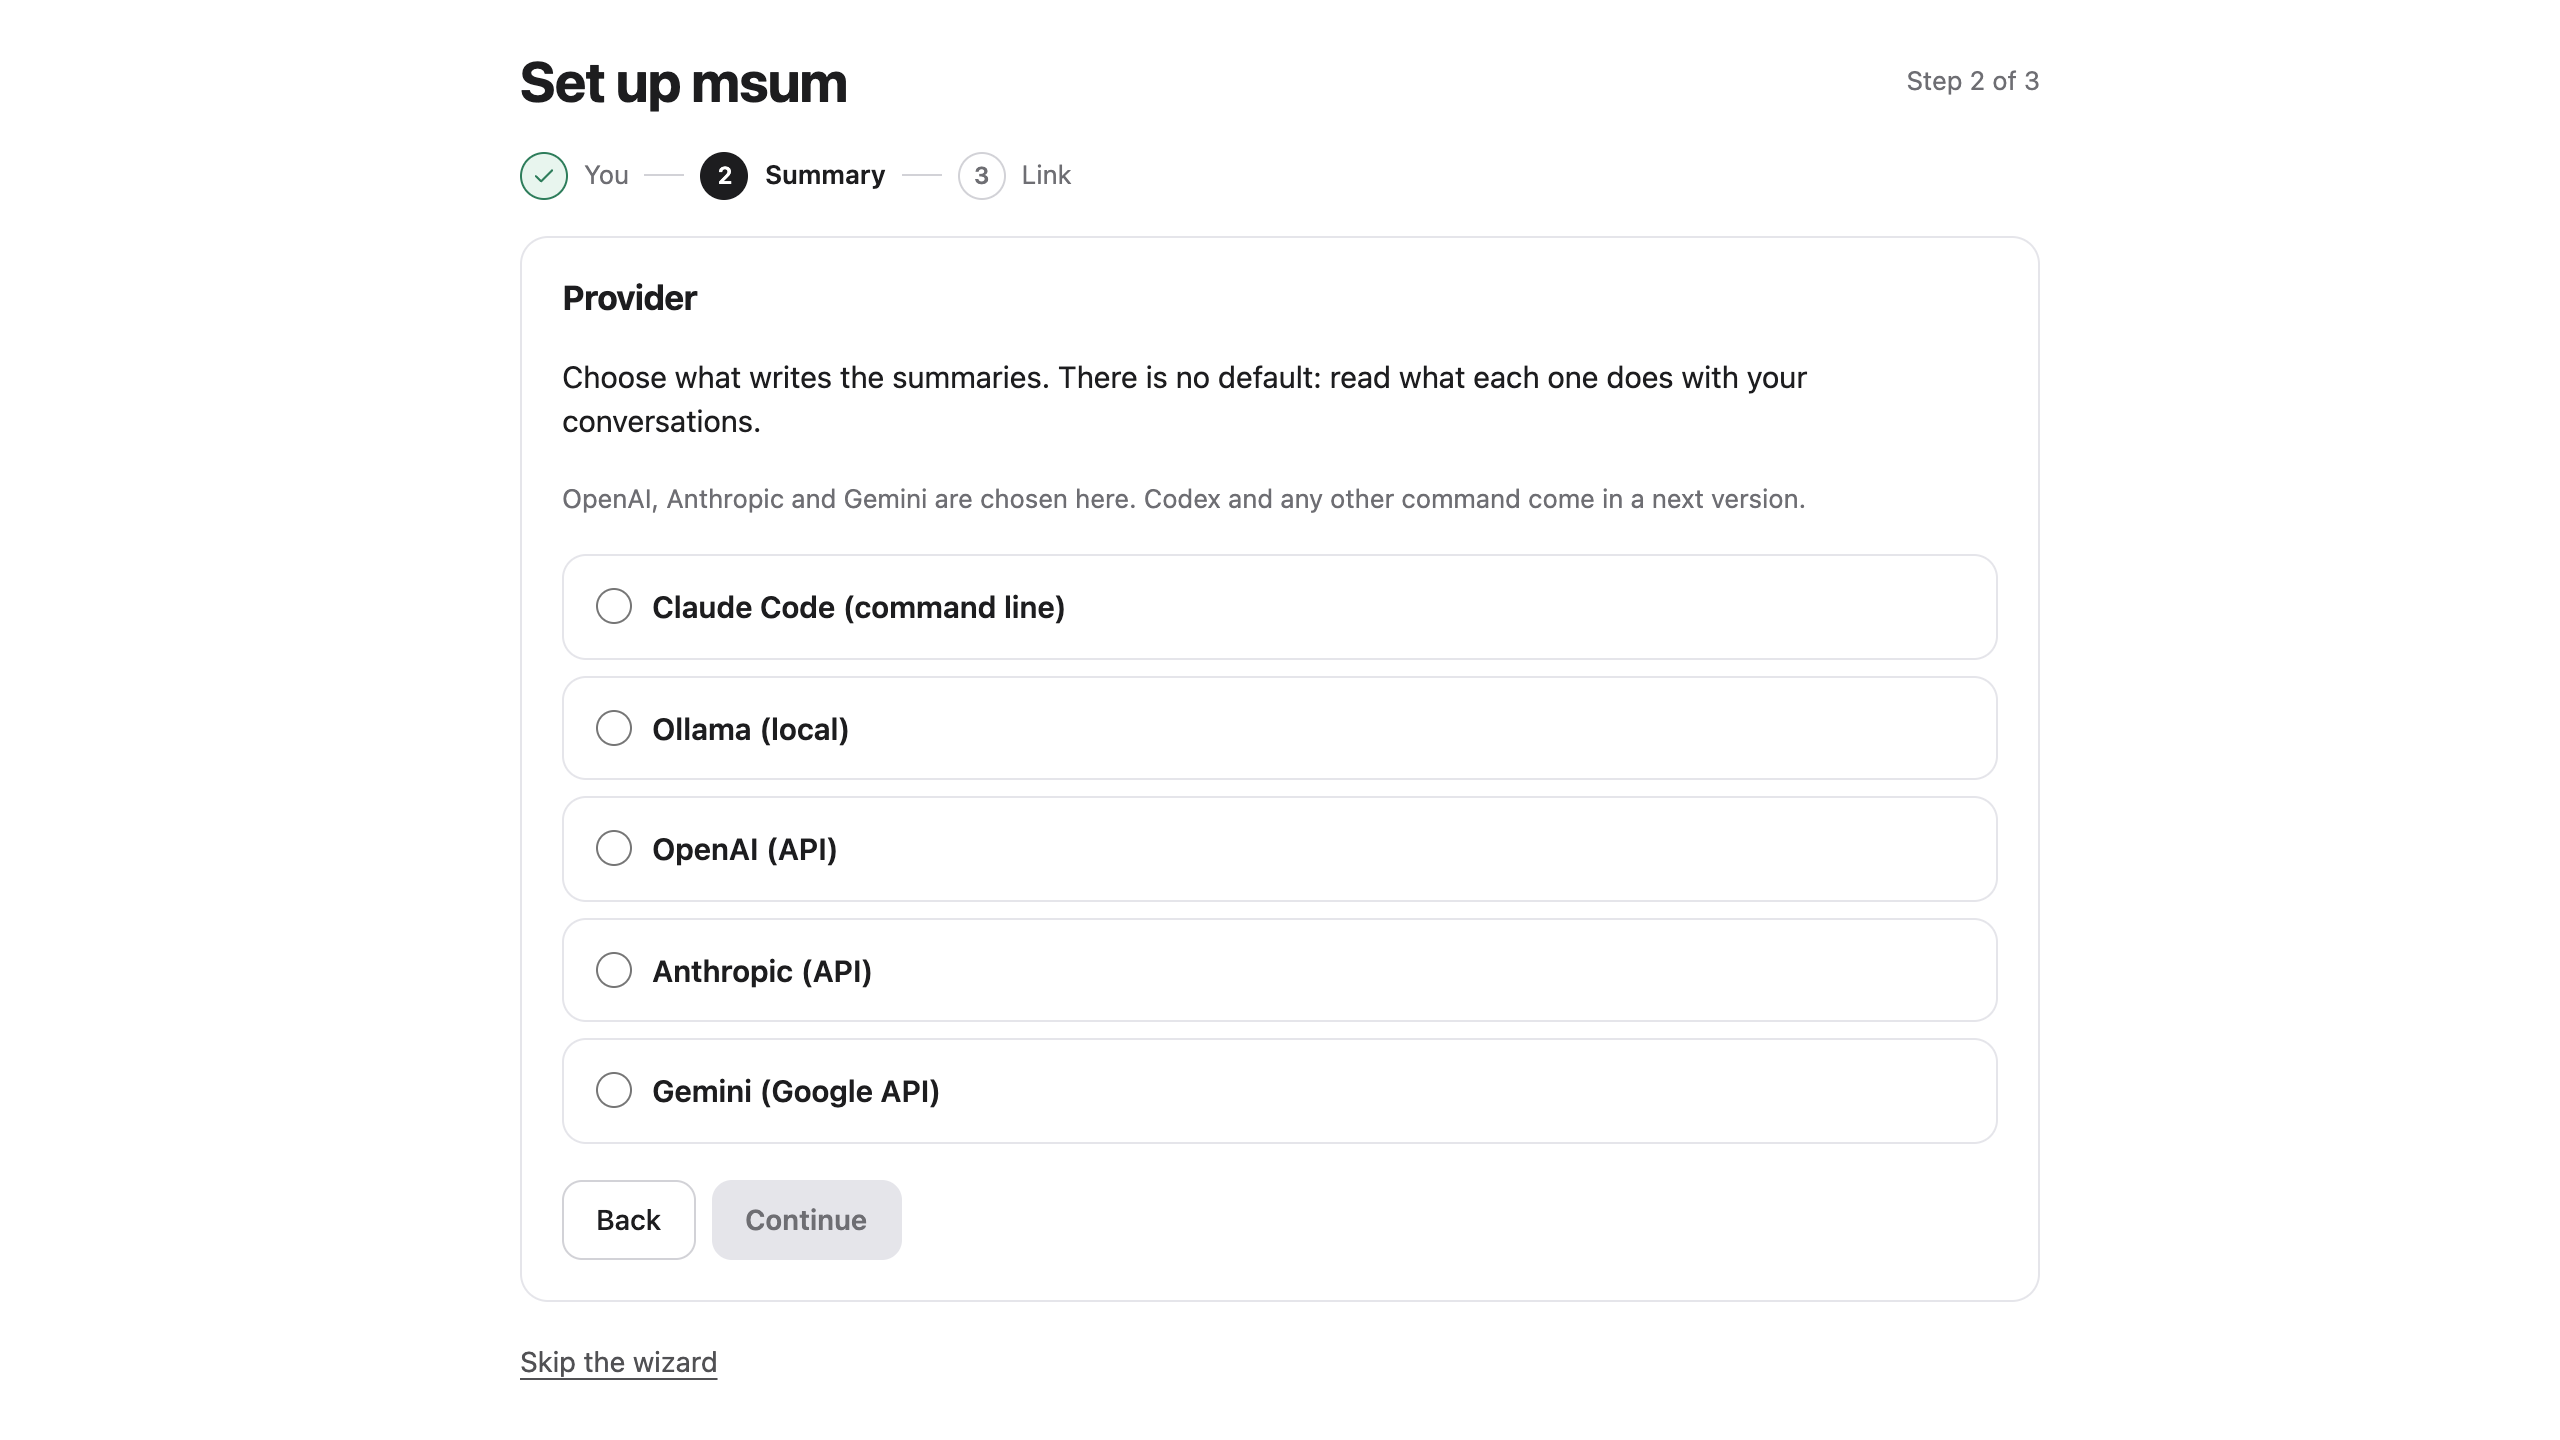 Set up msum
Step 2 of 3
You
2
Summary
3
Link
Provider
Choose what writes the summaries. There is no default: read what each one does with your
conversations.
OpenAI, Anthropic and Gemini are chosen here. Codex and any other command come in a next version.
Claude Code (command line)
Ollama (local)
OpenAI (API)
Anthropic (API)
Gemini (Google API)
Back
Continue
Skip the wizard